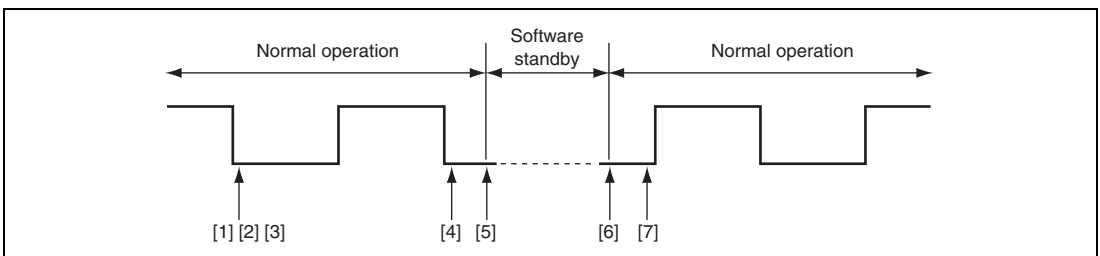 Normal operation
Software
standby
Normal operation
[1] [2] [3]
[4]
[5]
[6]
[7]